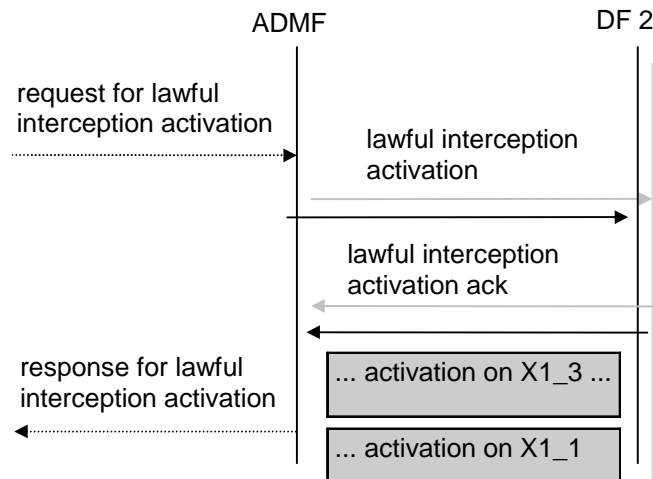 ADMF
DF 2
request for lawful
interception activation
lawful interception
activation
lawful interception
activation ack
response for lawful
interception activation
... activation on X1_3 ...
... activation on X1_1